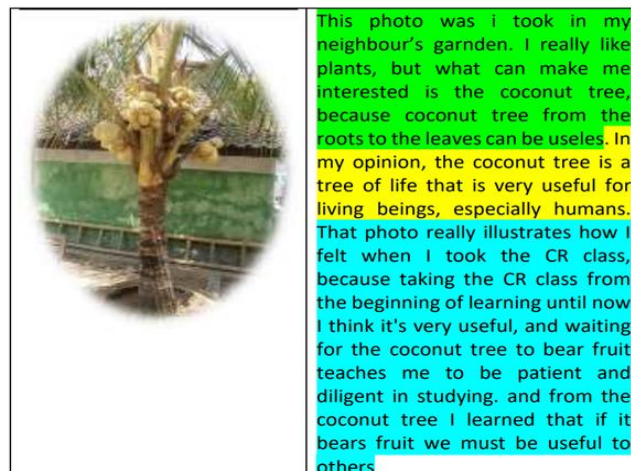 This photo was i took in my
neighbour's garnden. I really like
plants, but what can make me
interested is the coconut tree,
because coconut tree from the
roots to the leaves can be useles. In
my opinion, the coconut tree is a
tree of life that is very useful for
living beings, especially humans.
That photo really illustrates how I
felt when I took the CR class,
because taking the CR class from
the beginning of learning until now
I think it's very useful, and waiting
for the coconut tree to bear fruit
teaches me to be patient and
diligent in studying. and from the
coconut tree I learned that if it
bears fruit we must be useful to
others